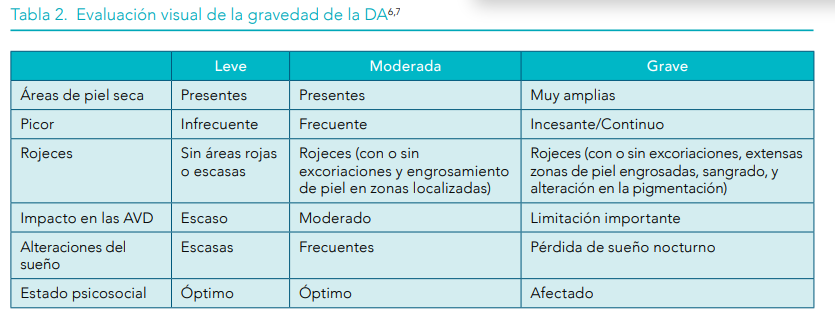 Tabla 2. Evaluación visual de la gravedad de la DA6,7
Leve Moderada Grave
Áreas de piel seca Presentes Presentes Muy amplias
Picor Infrecuente Frecuente Incesante/Continuo
Rojeces Sin áreas rojas Rojeces (con o sin Rojeces (con o sin excoriaciones, extensas
o escasas excoriaciones y engrosamiento zonas de piel engrosadas, sangrado, y
de piel en zonas localizadas) alteración en la pigmentación)
Impacto en las AVD Escaso Moderado Limitación importante
Alteraciones del Escasas Frecuentes Pérdida de sueño nocturno
sueño
Estado psicosocial Óptimo Óptimo Afectado